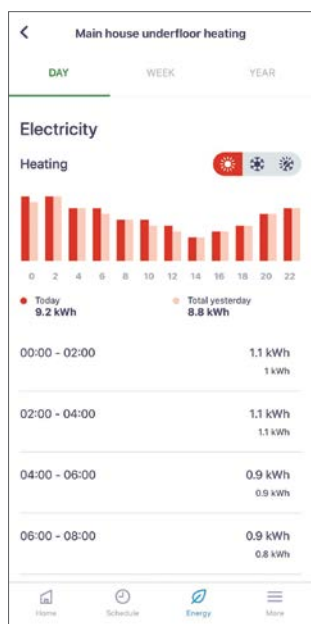 Main house underfloor heating
DAY WEEK YEAR
Electricity
Heating
0 2 4 6 8 10 12 14 16 18 20 22
Today Total yesterday
9.2 kWh 8.8 kWh
00:00 - 02:00 1.1 kWh
1 kWh
02:00 - 04:00 1.1 kWh
1.1 kWh
04:00 - 06:00 0.9 kWh
0.9 kWh
06:00 - 08:00 0.9 kWh
0.8 kWh
Home Schedule Energy More